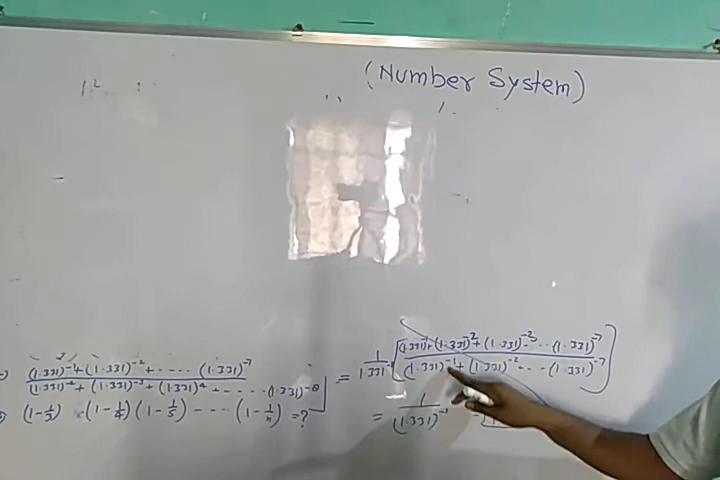 (Number System)
(1.331)⁻¹ + (1.331)⁻² + ..... (1.331)⁻⁷ / (1.331)⁻² + (1.331)⁻³ + (1.331)⁻⁴ + ..... (1.331)⁻⁸ = 1 / 1.331⁻¹ [(1.331)⁻¹ + (1.331)⁻² + (1.331)⁻³ ... (1.331)⁻⁷ / (1.331)⁻¹ + (1.331)⁻² ... (1.331)⁻⁷]
= 1 / (1.331)⁻¹
(1-1/3) (1-1/4) (1-1/5) ---- (1-1/n) = ?